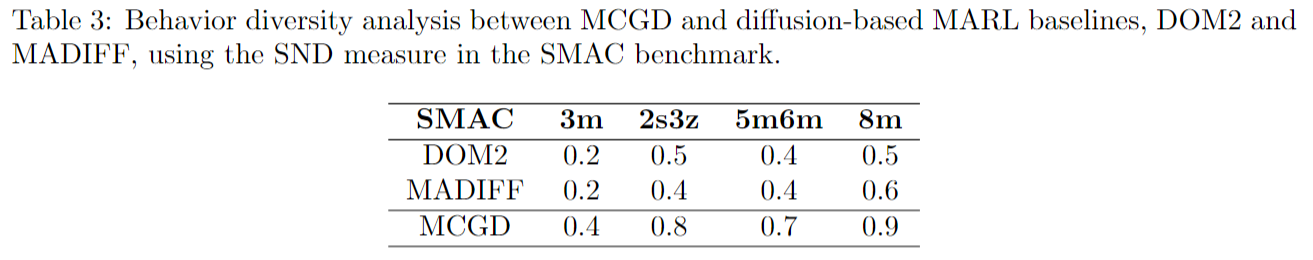 Table 3: Behavior diversity analysis between MCGD and diffusion-based MARL baselines, DOM2 and
MADIFF, using the SND measure in the SMAC benchmark.
SMAC 3m 2s3z 5m6m 8m
DOM2 0.2 0.5 0.4 0.5
MADIFF 0.2 0.4 0.4 0.6
MCGD 0.4 0.8 0.7 0.9